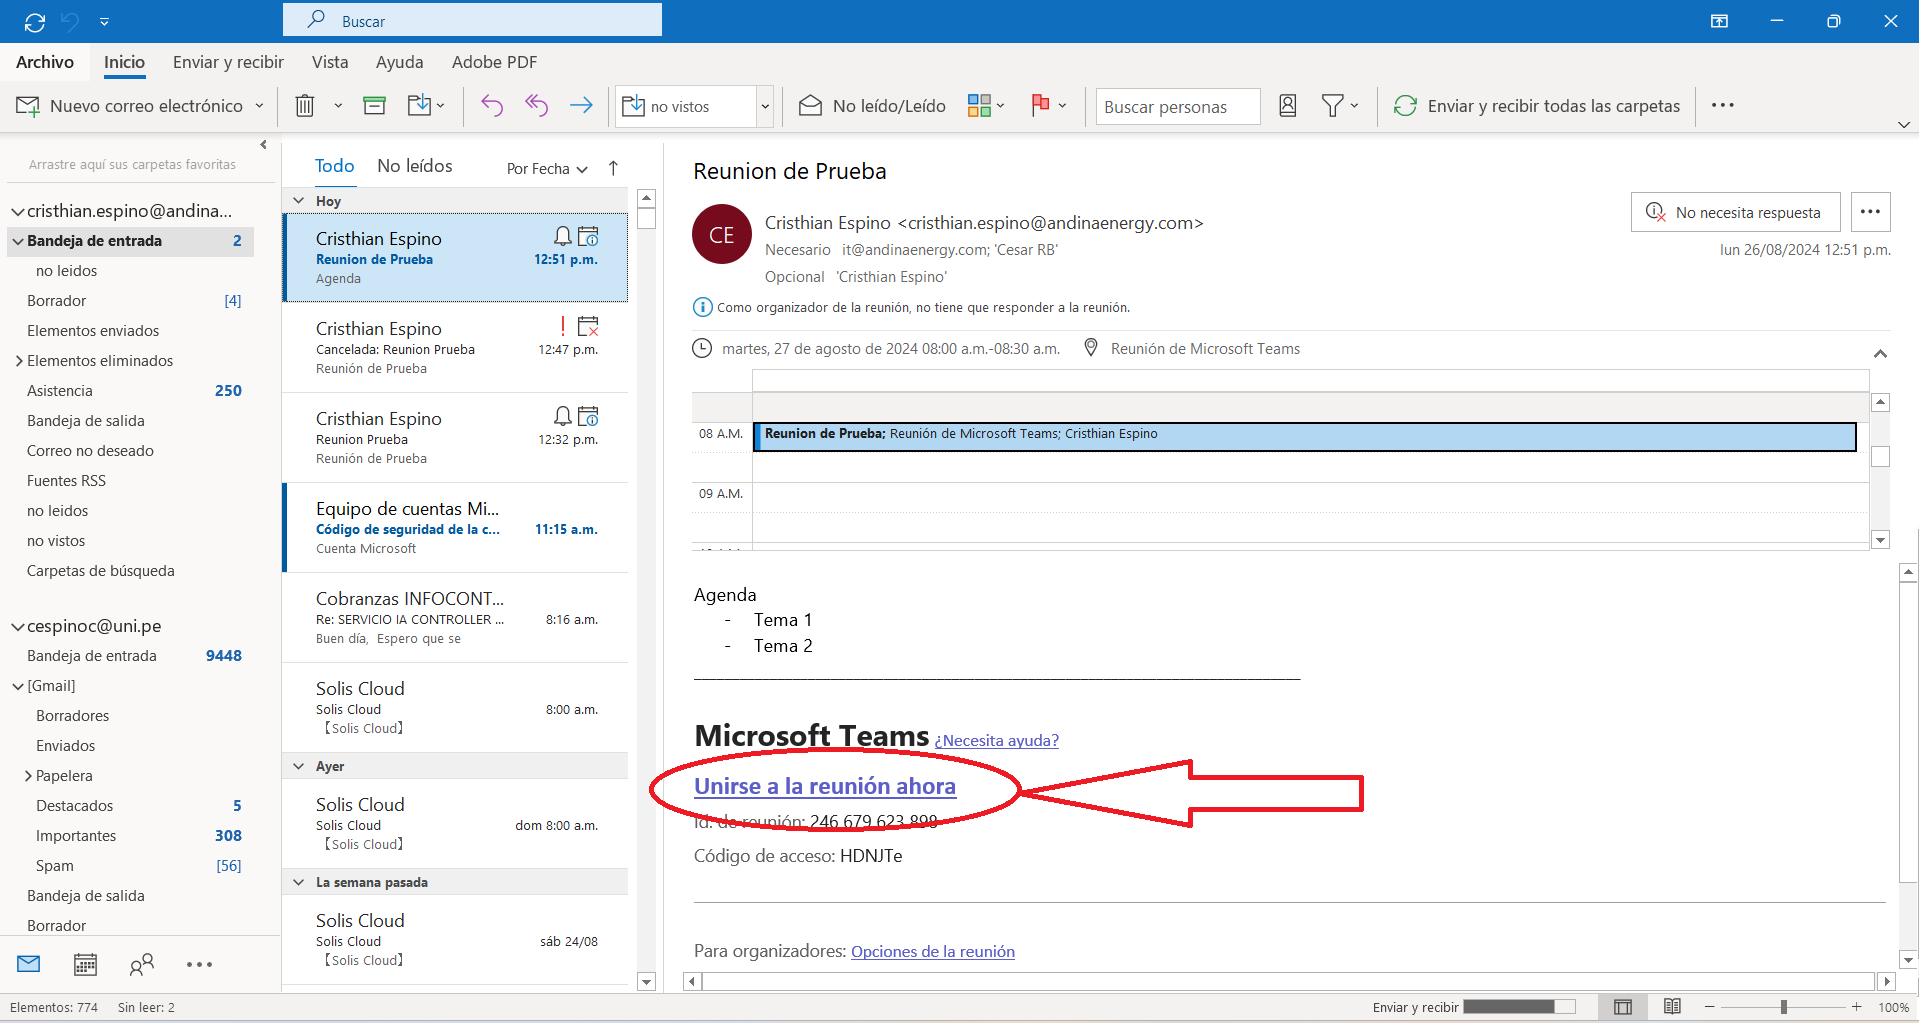 Buscar
Archivo
Inicio
Enviar y recibir
Vista
Ayuda
Adobe PDF
Nuevo correo electrónico
no vistos
No leído/Leído
Buscar personas
Enviar y recibir todas las carpetas
Arrastre aquí sus carpetas favoritas
cristhian.espino@andina...
Bandeja de entrada 2
no leidos
Borrador [4]
Elementos enviados
Elementos eliminados
Asistencia 250
Bandeja de salida
Correo no deseado
Fuentes RSS
no leidos
no vistos
Carpetas de búsqueda
cespinoc@uni.pe
Bandeja de entrada 9448
[Gmail]
Borradores
Enviados
Papelera
Destacados 5
Importantes 308
Spam [56]
Bandeja de salida
Borrador
Todo No leídos Por Fecha
Hoy
Cristhian Espino
Reunion de Prueba 12:51 p.m.
Agenda
Cristhian Espino
Cancelada: Reunion Prueba 12:47 p.m.
Reunión de Prueba
Cristhian Espino
Reunion Prueba 12:32 p.m.
Reunión de Prueba
Equipo de cuentas Mi...
Código de seguridad de la c... 11:15 a.m.
Cuenta Microsoft
Cobranzas INFOCONT...
Re: SERVICIO IA CONTROLLER ... 8:16 a.m.
Buen día, Espero que se
Solis Cloud
Solis Cloud 8:00 a.m.
【Solis Cloud】
Ayer
Solis Cloud
Solis Cloud dom 8:00 a.m.
【Solis Cloud】
La semana pasada
Solis Cloud
Solis Cloud sáb 24/08
【Solis Cloud】
Reunion de Prueba
CE
Cristhian Espino <cristhian.espino@andinaenergy.com>
Necesario it@andinaenergy.com; 'Cesar RB'
Opcional 'Cristhian Espino'
No necesita respuesta
lun 26/08/2024 12:51 p.m.
Como organizador de la reunión, no tiene que responder a la reunión.
martes, 27 de agosto de 2024 08:00 a.m.-08:30 a.m. Reunión de Microsoft Teams
08 A.M. Reunion de Prueba; Reunión de Microsoft Teams; Cristhian Espino
09 A.M.
Agenda
- Tema 1
- Tema 2
Microsoft Teams ¿Necesita ayuda?
Unirse a la reunión ahora
Id. de reunión: 246 679 623 898
Código de acceso: HDNJTe
Para organizadores: Opciones de la reunión
Elementos: 774 Sin leer: 2
Enviar y recibir
100%